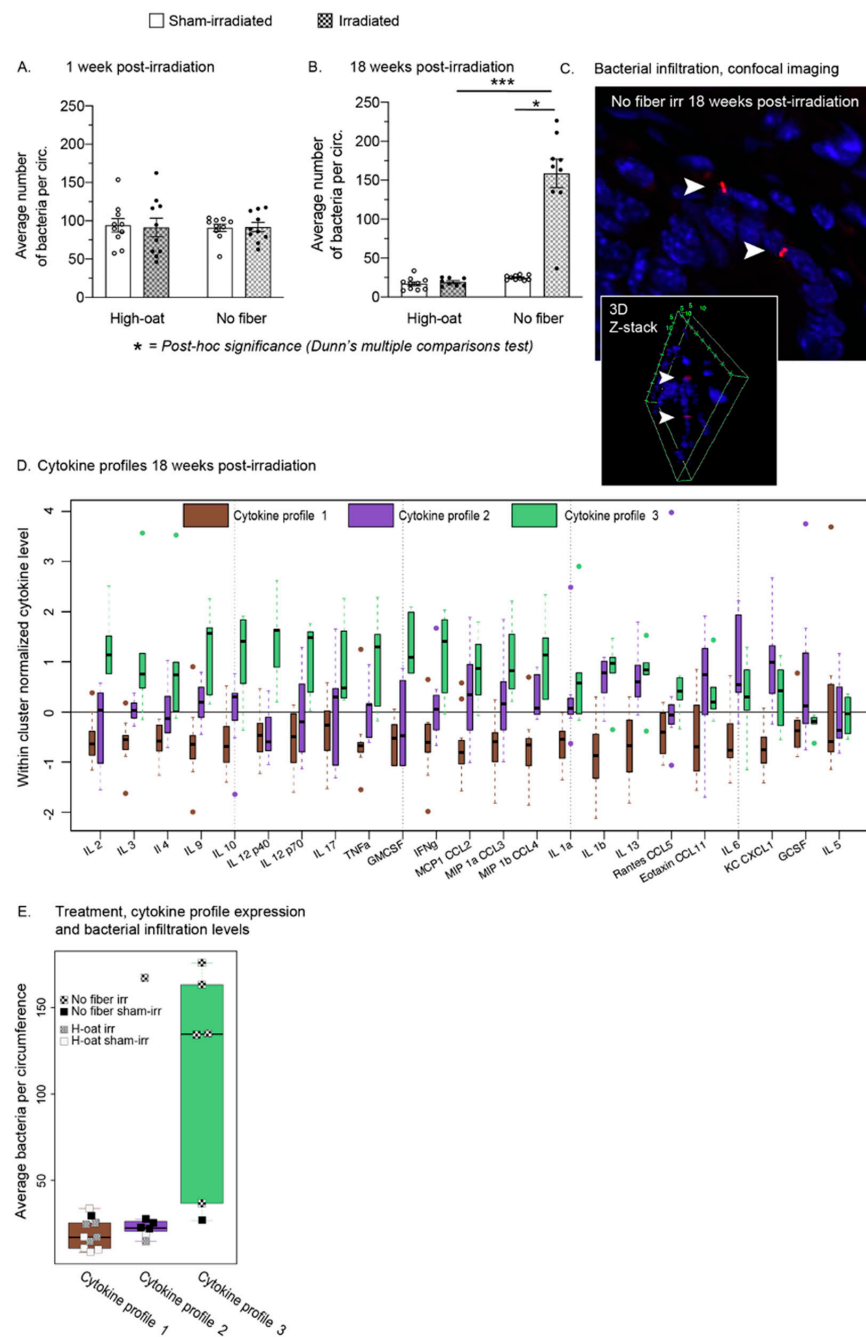 Sham-irradiated Irradiated
A. 1 week post-irradiation
Average number
of bacteria per circ.
250
200
150
100
50
0
High-oat No fiber
B. 18 weeks post-irradiation
***
*
Average number
of bacteria per circ.
250
200
150
100
50
0
High-oat No fiber
* = Post-hoc significance (Dunn's multiple comparisons test)
C. Bacterial infiltration, confocal imaging
No fiber irr 18 weeks post-irradiation
3D
Z-stack
D. Cytokine profiles 18 weeks post-irradiation
Cytokine profile 1 Cytokine profile 2 Cytokine profile 3
Within cluster normalized cytokine level
4
3
2
1
0
-1
-2
IL 2 IL 3 Il 4 IL 9 IL 10 IL 12 p40 IL 12 p70 IL 17 TNFa GMCSF IFNg MCP1 CCL2 MIP 1a CCL3 MIP 1b CCL4 IL 1a IL 1b IL 13 Rantes CCL5 Eotaxin CCL11 IL 6 KC CXCL1 GCSF IL 5
E. Treatment, cytokine profile expression
and bacterial infiltration levels
Average bacteria per circumference
150
100
50
No fiber irr
No fiber sham-irr
H-oat irr
H-oat sham-irr
Cytokine profile 1
Cytokine profile 2
Cytokine profile 3